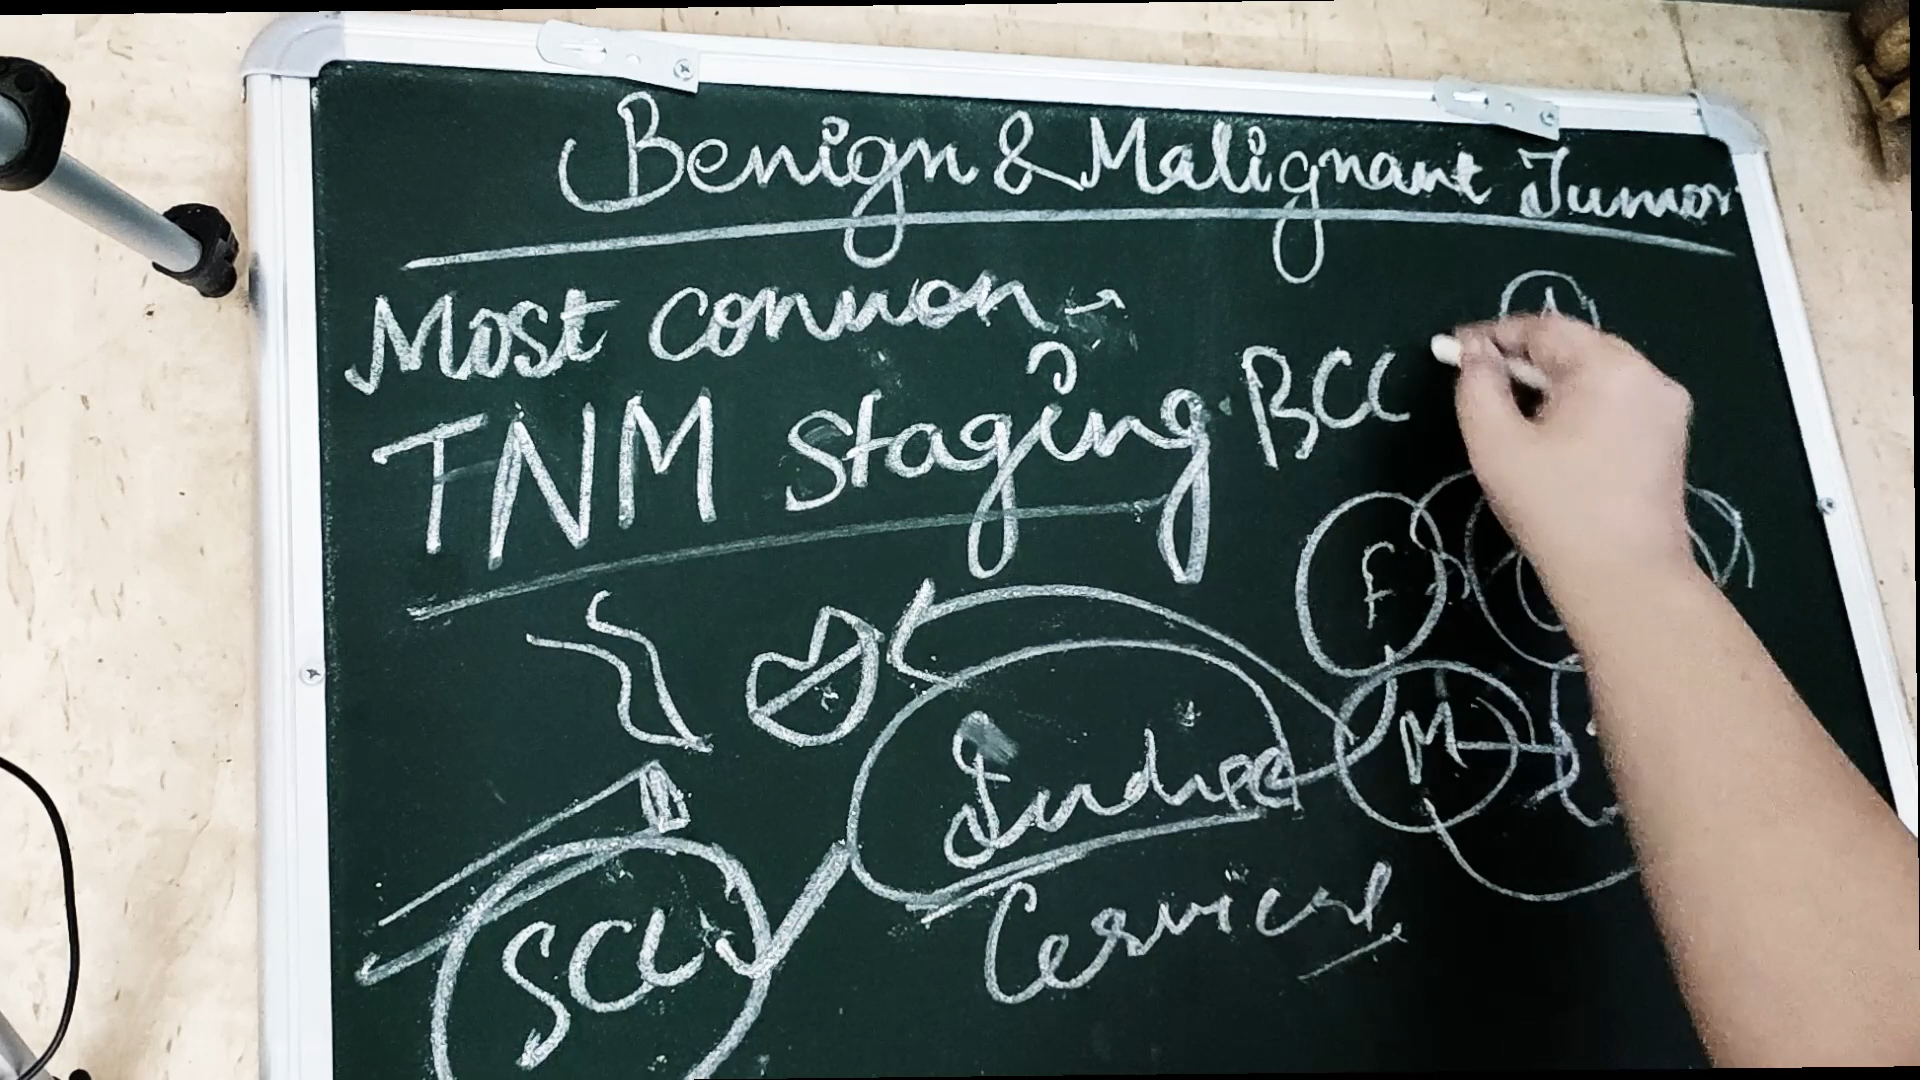 Benign & Malignant Tumor
Most common →
TNM Staging BCC
A
F
M
SCC
Cervical